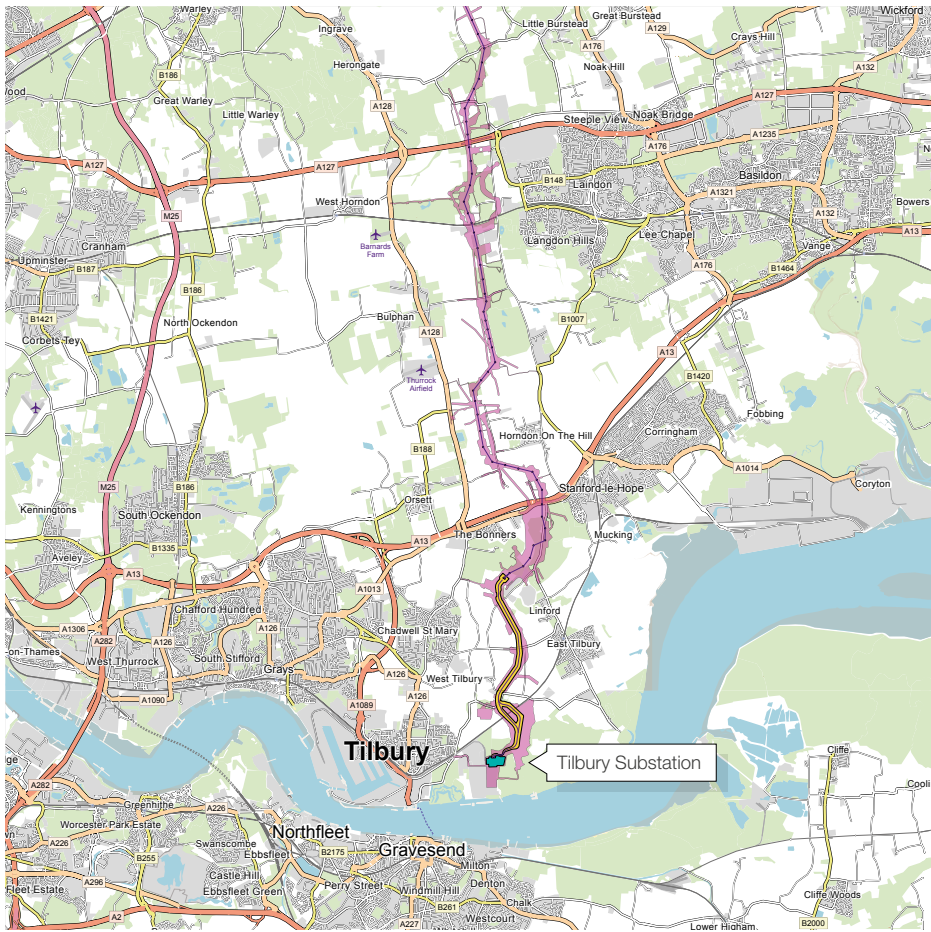 Warley
Ingrave
Little Burstead
Great Burstead
A129
Wickford
A176
Crays Hill
Herongate
Noak Hill
A132
ood
B186
Great Warley
A128
A127
Little Warley
Steeple View
Noak Bridge
A1235
A127
A127
A176
Basildon
B148
Laindon
A1321
West Horndon
M25
A132
Bowers
Cranham
Barnards
Farm
Langdon Hills
Lee Chapel
A13
Vange
Upminster
B187
A176
B1464
B186
B1421
North Ockendon
Bulphan
A128
B1007
Corbets Tey
A13
Thurrock
Airfield
B1420
Fobbing
Horndon On The Hill
Corringham
B188
A1014
M25
B186
Coryton
Orsett
Stanford-le-Hope
Kenningtons
South Ockendon
The Bonners
Mucking
A13
B1335
Aveley
A13
A1013
Chafford Hundred
Linford
A1306
A126
Chadwell St Mary
A282
A126
East Tilbury
-on-Thames
West Thurrock
South Stifford
Grays
A126
West Tilbury
A126
A1090
A1089
Tilbury
Tilbury Substation
Cliffe
ge
A282
Cooli
Greenhithe
A226
Worcester Park Estate
Northfleet
Swanscombe
A226
Ebbsfleet
B2175
Gravesend
B255
Milton
Castle Hill
A296
Perry Street
Denton
Fleet Estate
Ebbsfleet Green
Windmill Hill
Cliffe Woods
Chalk
B261
A2
Westcourt
A227
B2000
Lower Higham